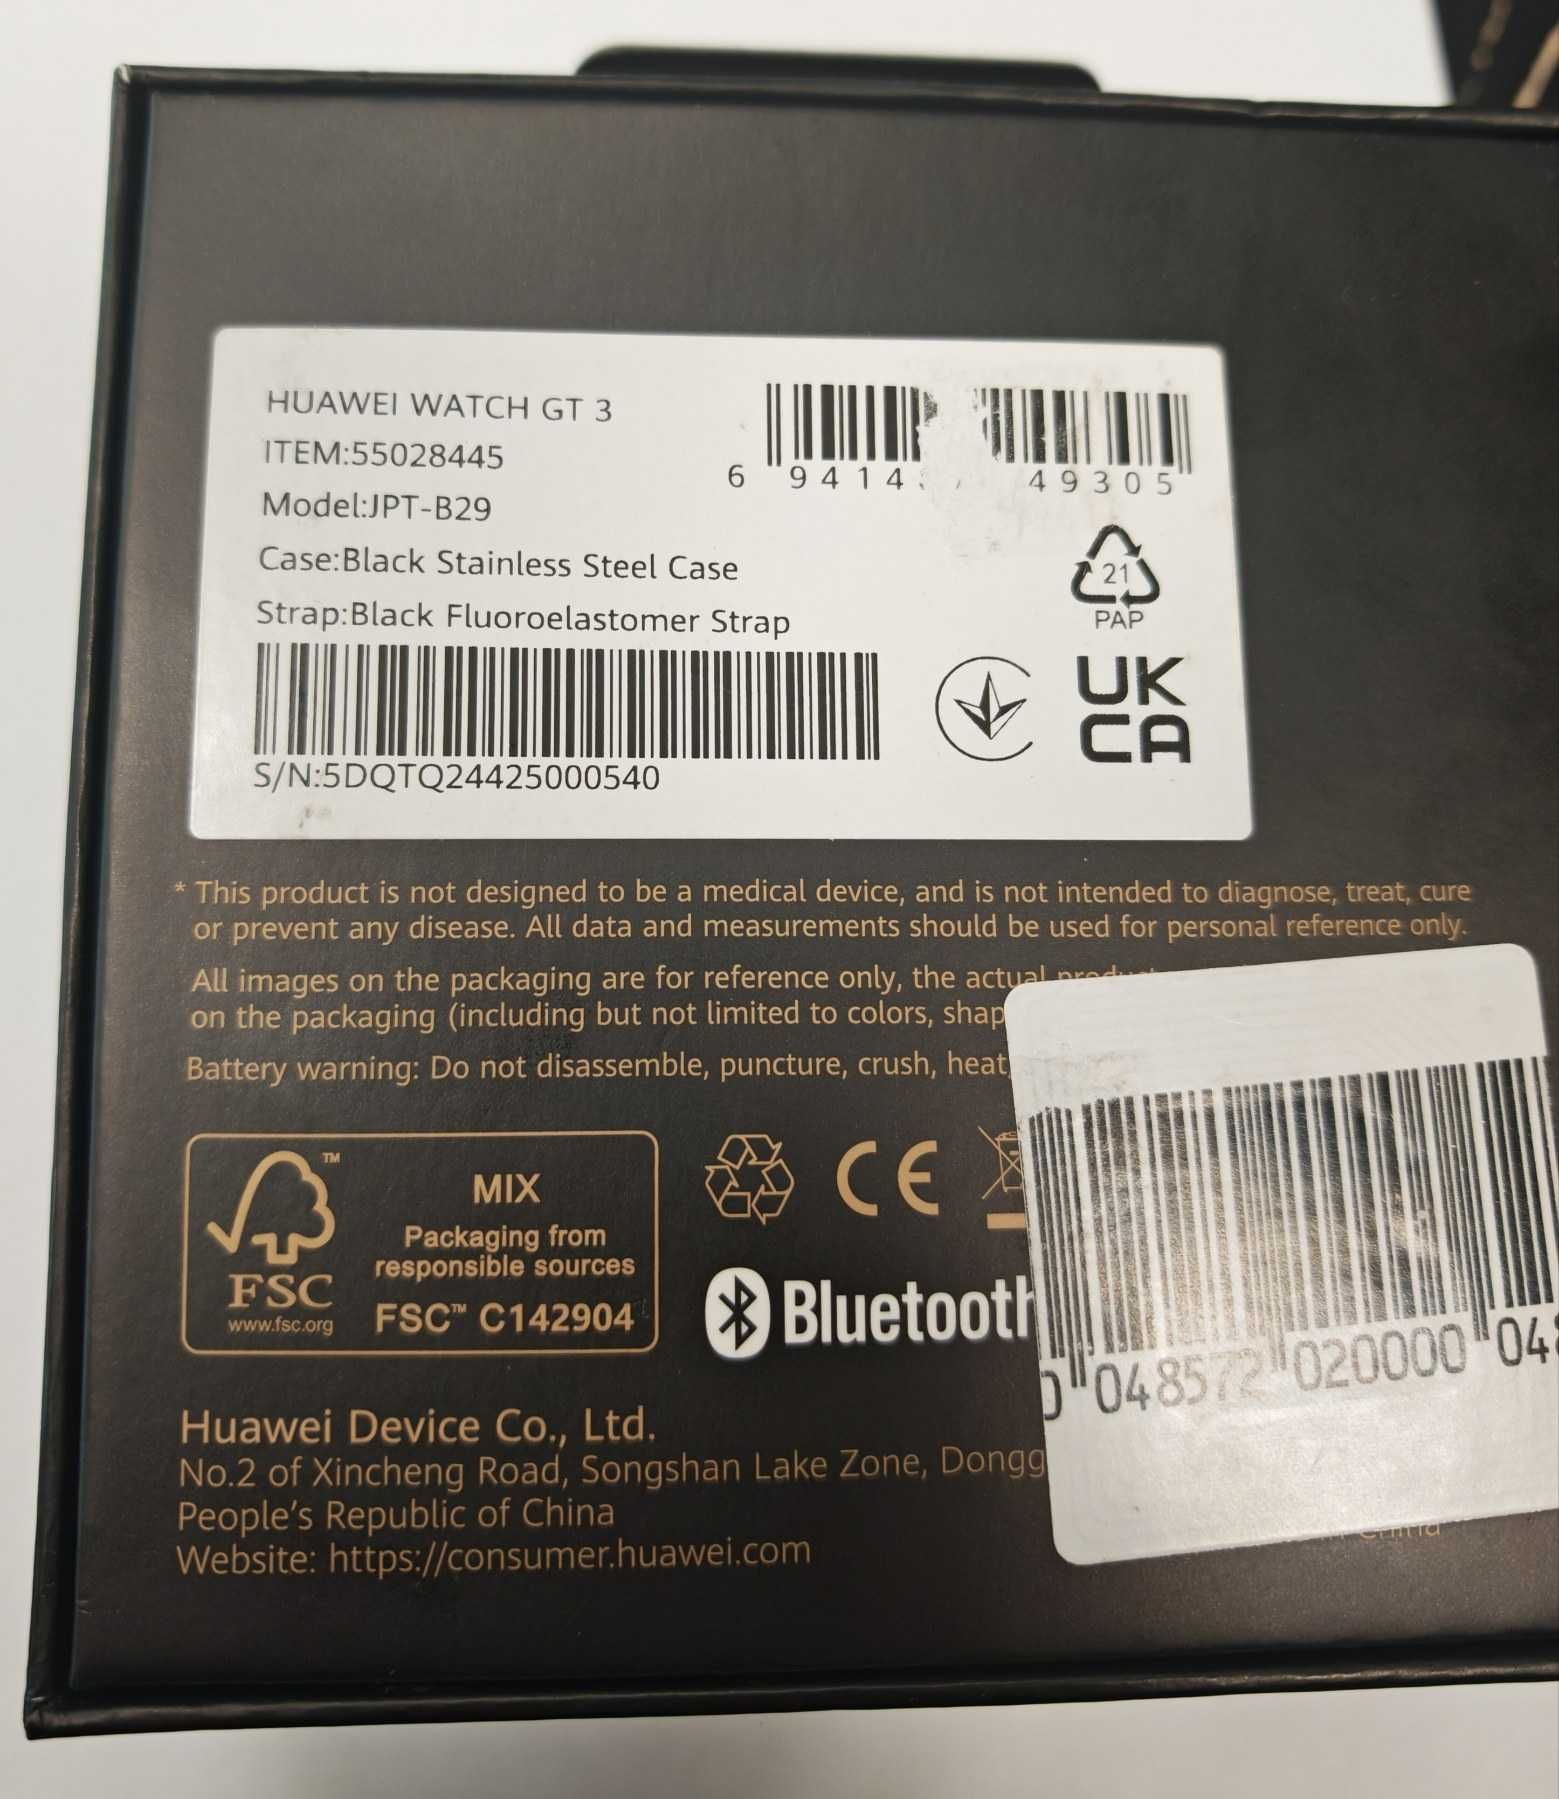 HUAWEI WATCH GT 3
ITEM:55028445
Model:JPT-B29
Case:Black Stainless Steel Case
Strap:Black Fluoroelastomer Strap
S/N:5DQTQ24425000540
6 9414 49305
21
PAP
UK
CA
* This product is not designed to be a medical device, and is not intended to diagnose, treat, cure
or prevent any disease. All data and measurements should be used for personal reference only.
All images on the packaging are for reference only, the actual
on the packaging (including but not limited to colors,
Battery warning: Do not disassemble, puncture, crush, heat,
FSC
www.fsc.org
™
MIX
Packaging from
responsible sources
FSC™ C142904
CE
Bluetooth
048572 020000 04
Huawei Device Co., Ltd.
No.2 of Xincheng Road, Songshan Lake Zone,
People's Republic of China
Website: https://consumer.huawei.com
China